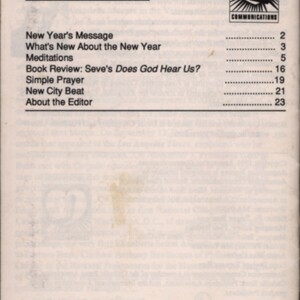 COMMUNICATIONS
New Year's Message ................ 2
What's New About the New Year ................ 3
Meditations ................ 5
Book Review: Seve's Does God Hear Us? ................ 16
Simple Prayer ................19
New City Beat ................ 21
About the Editor ................ 23